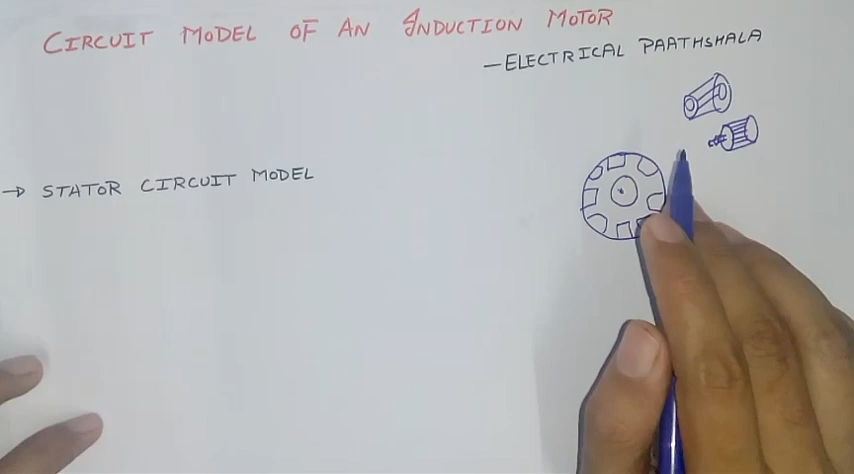 CIRCUIT MODEL OF AN INDUCTION MOTOR
- ELECTRICAL PAATHSHALA
→ STATOR CIRCUIT MODEL